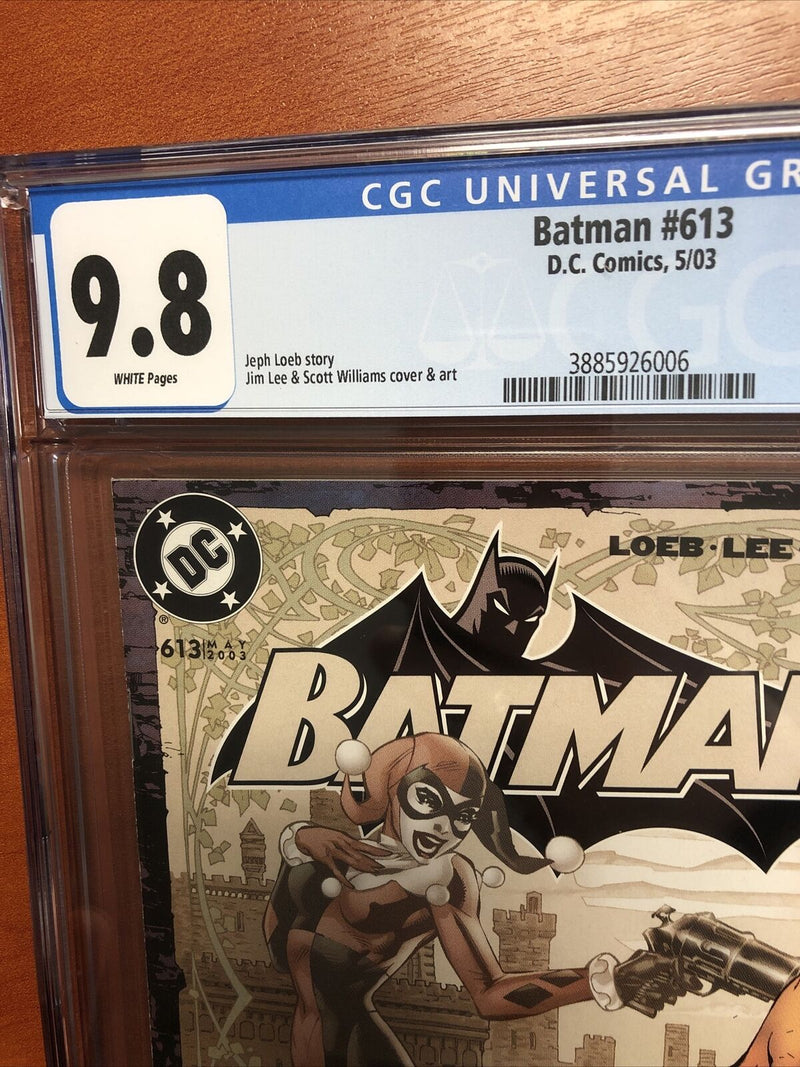 CGC UNIVERSAL GR
Batman #613
D.C. Comics, 5/03
9.8
WHITE Pages
Jeph Loeb story
Jim Lee & Scott Williams cover & art
3885926006
CGC
DC
®
613 MAY 2003
LOEB • LEE
BATMA